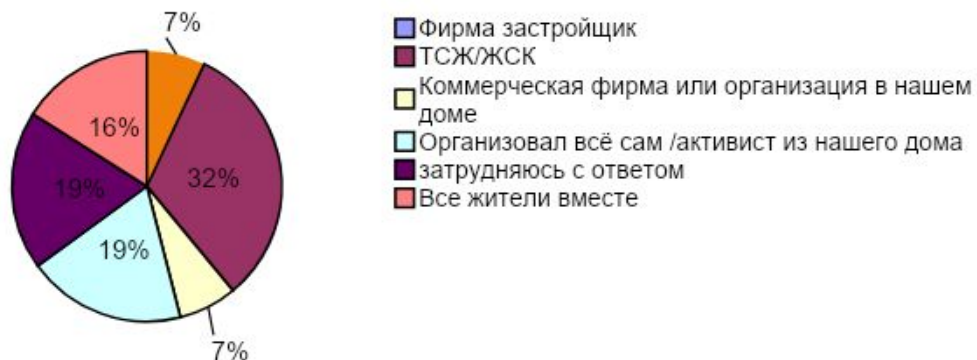 7%
32%
7%
19%
19%
16%
Фирма застройщик
ТСЖ/ЖСК
Коммерческая фирма или организация в нашем
доме
Организовал всё сам /активист из нашего дома
затрудняюсь с ответом
Все жители вместе